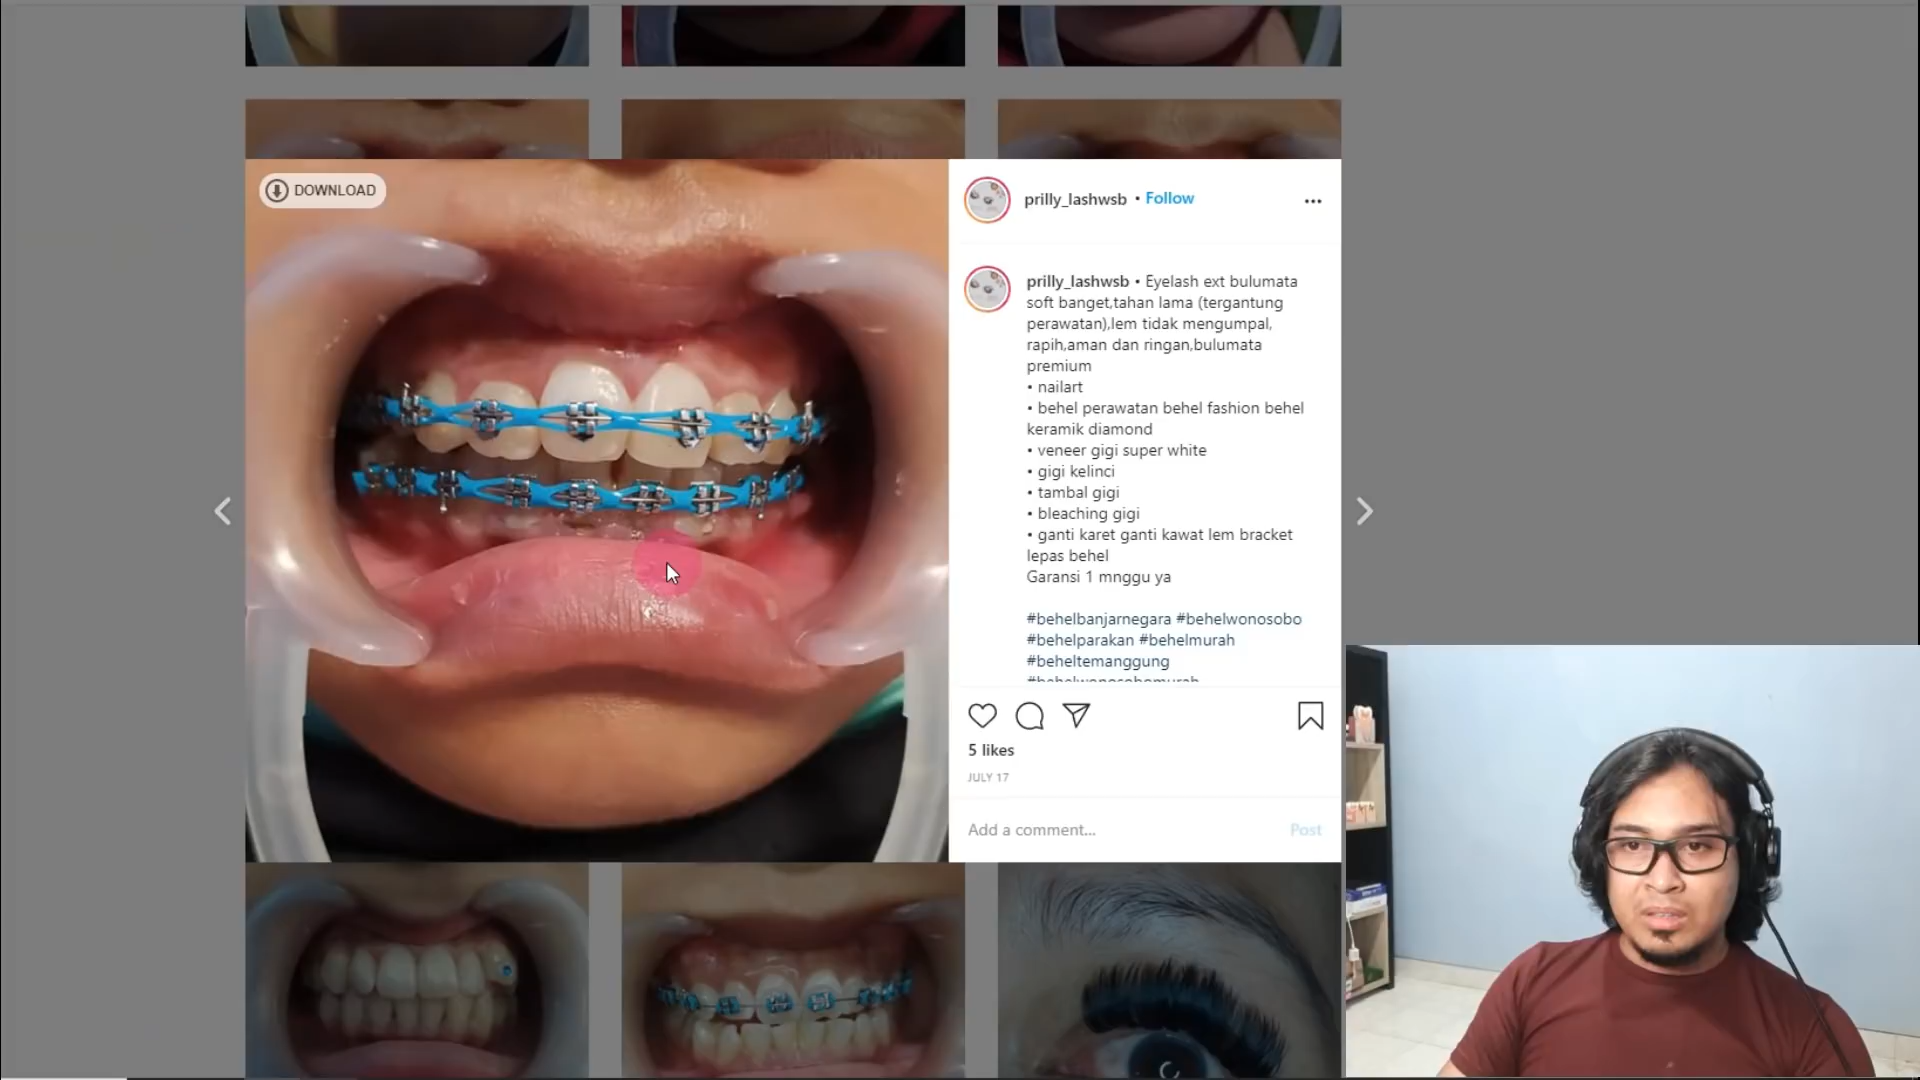 DOWNLOAD
prilly_lashwsb • Follow
prilly_lashwsb • Eyelash ext bulumata
soft banget,tahan lama (tergantung
perawatan),lem tidak mengumpal,
rapih,aman dan ringan,bulumata
premium
• nailart
• behel perawatan behel fashion behel
keramik diamond
• veneer gigi super white
• gigi kelinci
• tambal gigi
• bleaching gigi
• ganti karet ganti kawat lem bracket
lepas behel
Garansi 1 mnggu ya
#behelbanjarnegara #behelwonosobo
#behelparakan #behelmurah
#beheltemanggung
#behelwonosobomurah
5 likes
JULY 17
Add a comment...
Post